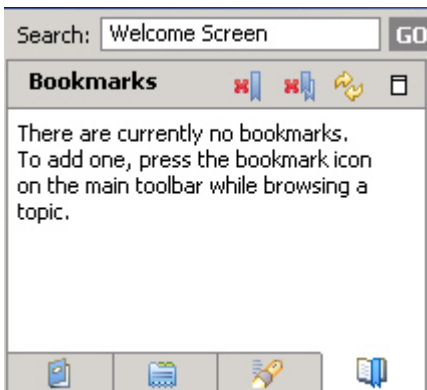 Search: Welcome Screen GO
Bookmarks
There are currently no bookmarks.
To add one, press the bookmark icon
on the main toolbar while browsing a
topic.